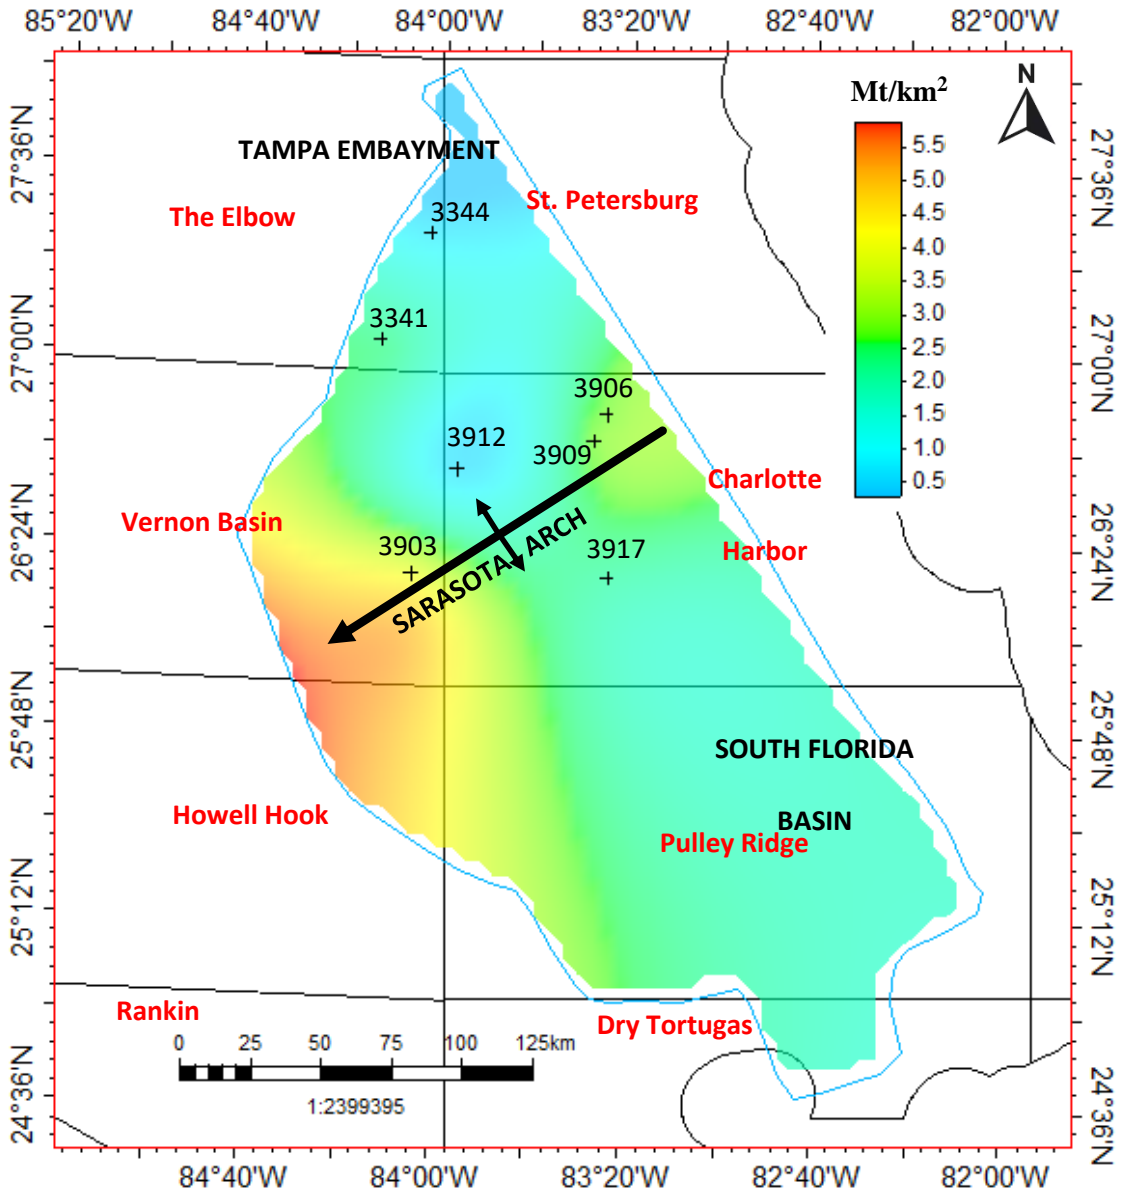 85°20'W 84°40'W 84°00'W 83°20'W 82°40'W 82°00'W
N
Mt/km²
5.5
5.0
4.5
4.0
3.5
3.0
2.5
2.0
1.5
1.0
0.5
27°36'N
27°00'N
26°24'N
25°48'N
25°12'N
24°36'N
TAMPA EMBAYMENT
St. Petersburg
The Elbow
3344
3341
3906
3912
3909
Charlotte
Harbor
Vernon Basin
3903
3917
SARASOTA ARCH
SOUTH FLORIDA
BASIN
Howell Hook
Pulley Ridge
Rankin
Dry Tortugas
0 25 50 75 100 125km
1:2399395
27°36'N
27°00'N
26°24'N
25°48'N
25°12'N
24°36'N
84°40'W 84°00'W 83°20'W 82°40'W 82°00'W